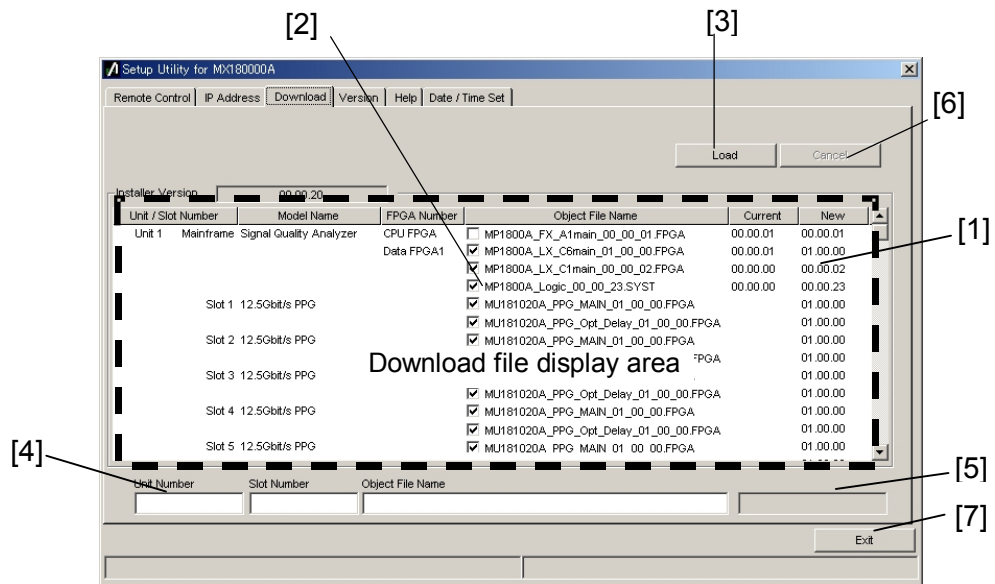 [2]
[3]
Setup Utility for MX180000A
Remote Control IP Address Download Version Help Date / Time Set
[6]
Load Cancel
Installer Version 00.00.20
Unit / Slot Number Model Name FPGA Number Object File Name Current New
[1]
Unit 1 Mainframe Signal Quality Analyzer CPU FPGA MP1800A_FX_A1main_00_00_01.FPGA 00.00.01 00.00.01
Data FPGA1 MP1800A_LX_C6main_01_00_00.FPGA 00.00.01 01.00.00
MP1800A_LX_C1main_00_00_02.FPGA 00.00.00 00.00.02
MP1800A_Logic_00_00_23.SYST 00.00.00 00.00.23
Slot 1 12.5Gbit/s PPG MU181020A_PPG_MAIN_01_00_00.FPGA 01.00.00
MU181020A_PPG_Opt_Delay_01_00_00.FPGA 01.00.00
Slot 2 12.5Gbit/s PPG MU181020A_PPG_MAIN_01_00_00.FPGA 01.00.00
Download file display area FPGA 01.00.00
Slot 3 12.5Gbit/s PPG 01.00.00
MU181020A_PPG_Opt_Delay_01_00_00.FPGA 01.00.00
Slot 4 12.5Gbit/s PPG MU181020A_PPG_MAIN_01_00_00.FPGA 01.00.00
MU181020A_PPG_Opt_Delay_01_00_00.FPGA 01.00.00
Slot 5 12.5Gbit/s PPG MU181020A_PPG_MAIN_01_00_00.FPGA 01.00.00
[4]
[5]
Unit Number Slot Number Object File Name
[7]
Exit